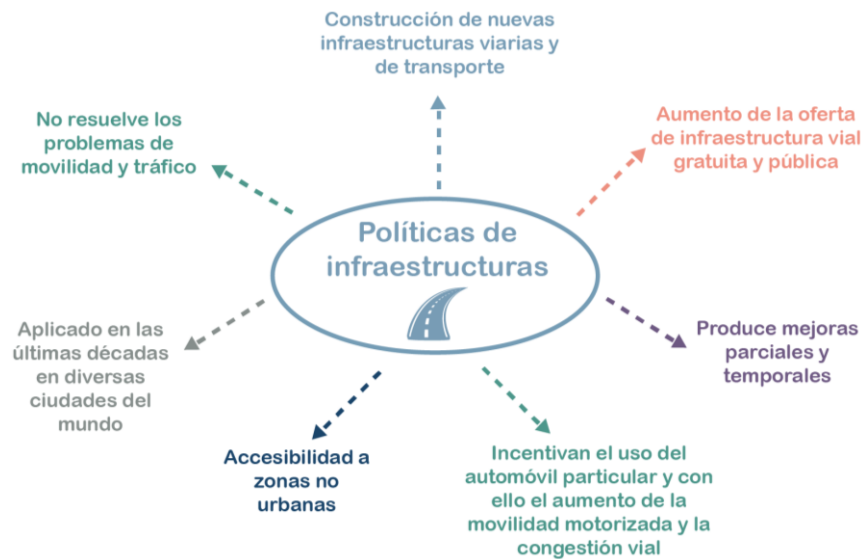 Construcción de nuevas
infraestructuras viarias y
de transporte
No resuelve los
problemas de
movilidad y tráfico
Aumento de la oferta
de infraestructura vial
gratuita y pública
Políticas de
infraestructuras
Aplicado en las
últimas décadas
en diversas
ciudades del
mundo
Produce mejoras
parciales y
temporales
Accesibilidad a
zonas no
urbanas
Incentivan el uso del
automóvil particular y con
ello el aumento de la
movilidad motorizada y la
congestión vial